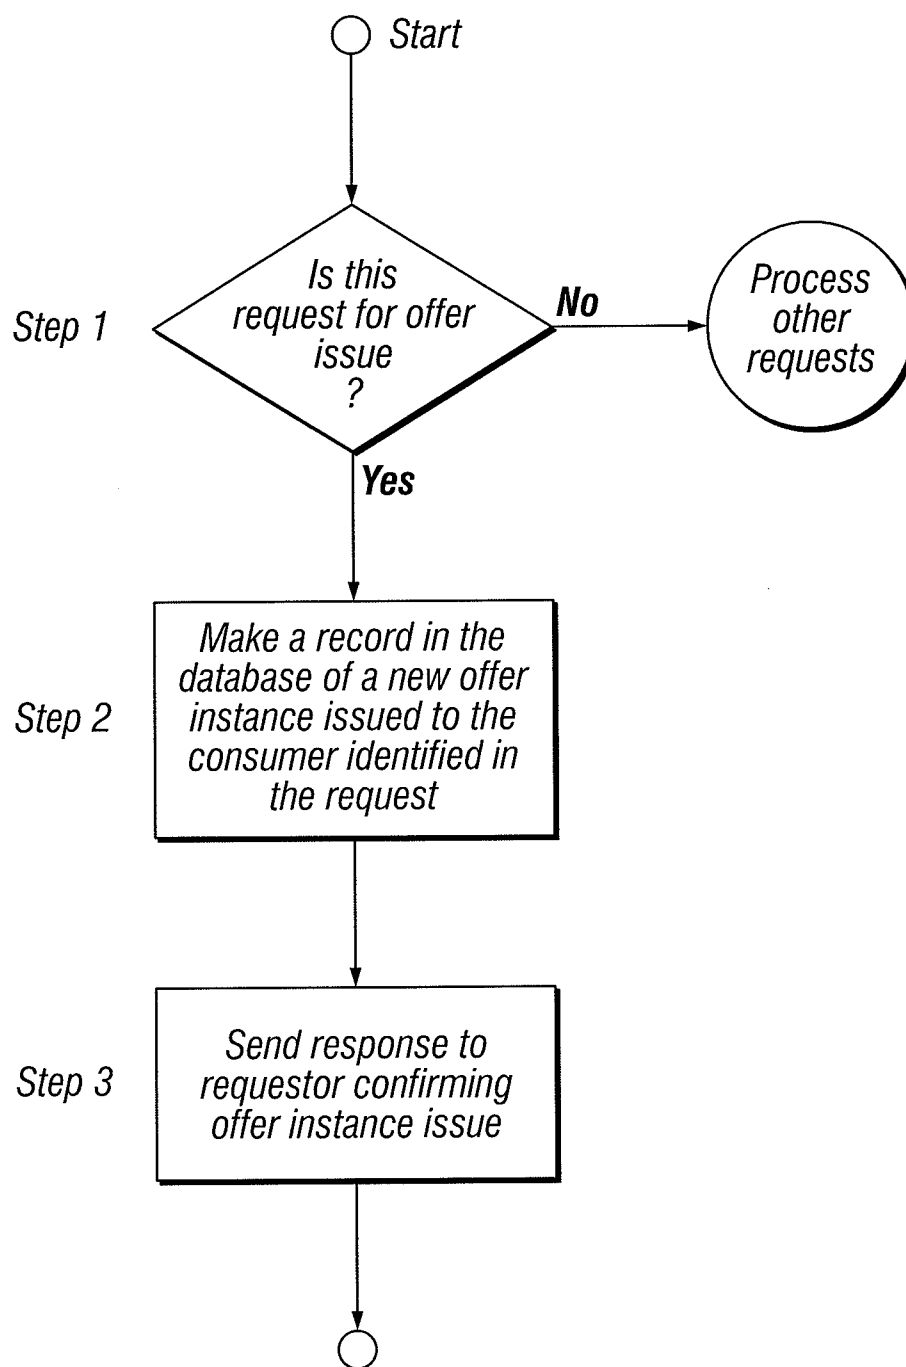 Start
Step 1
Is this
request for offer
issue
?
No
Process
other
requests
Yes
Step 2
Make a record in the
database of a new offer
instance issued to the
consumer identified in
the request
Step 3
Send response to
requestor confirming
offer instance issue